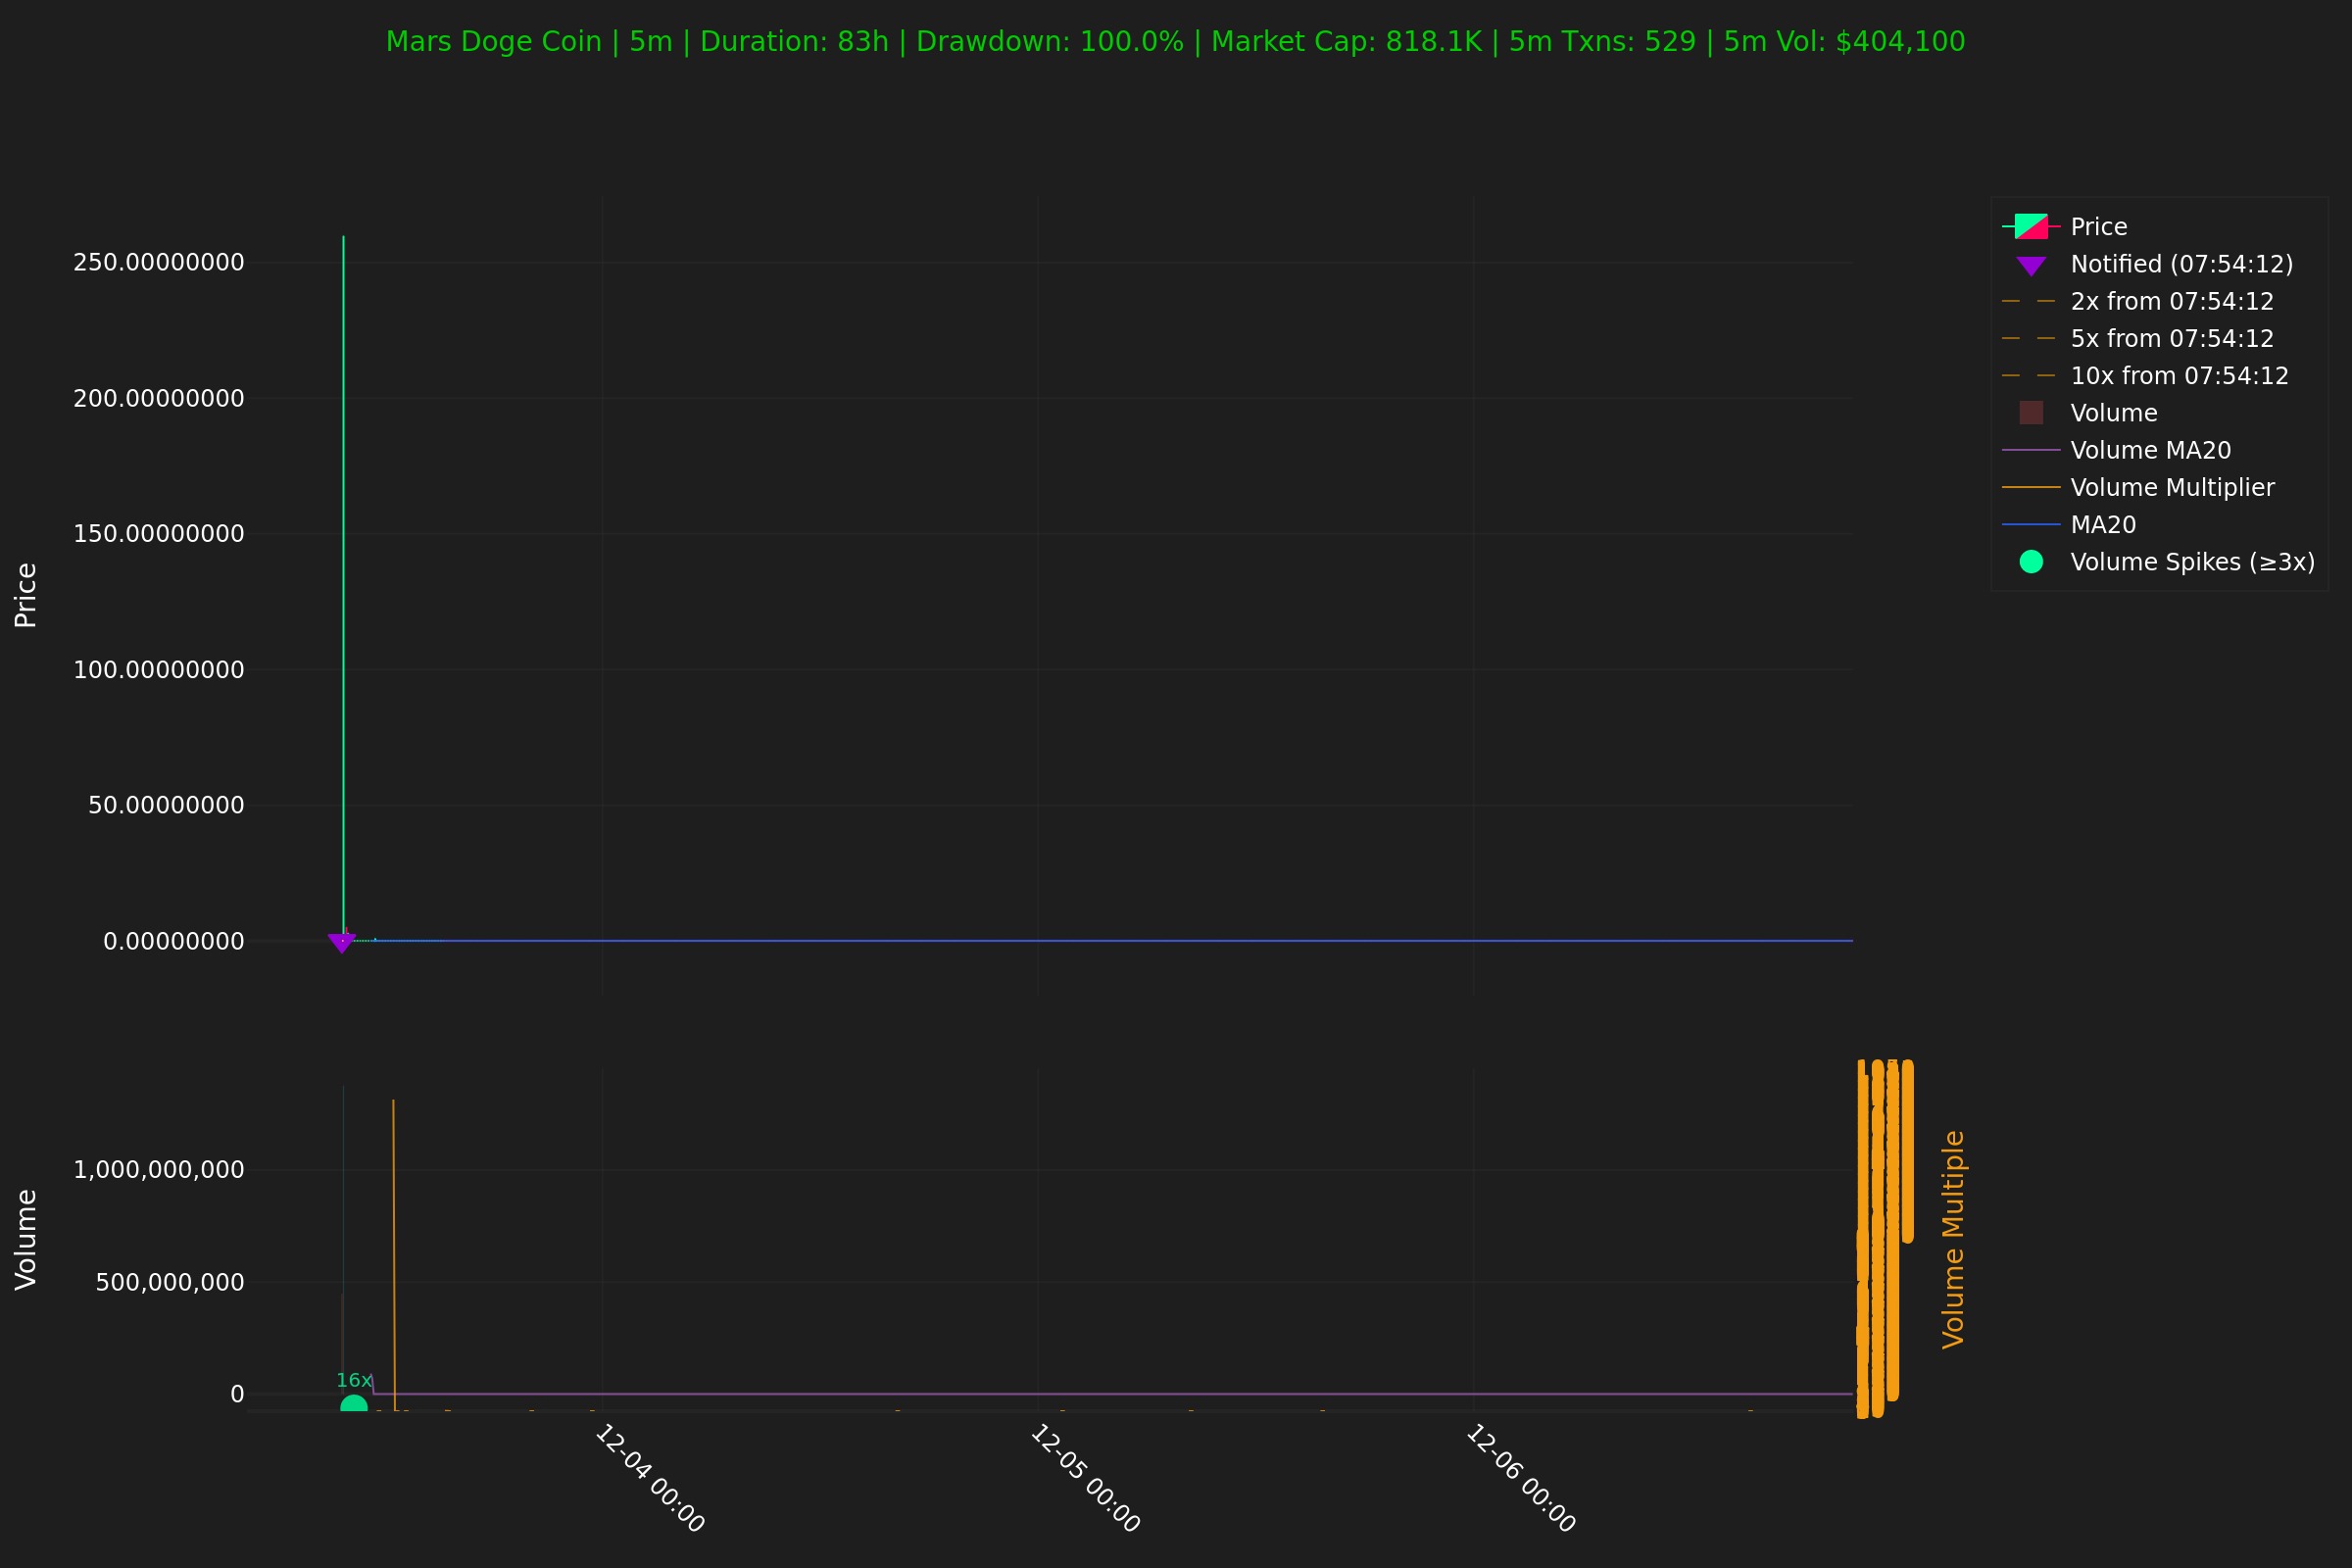 Mars Doge Coin | 5m | Duration: 83h | Drawdown: 100.0% | Market Cap: 818.1K | 5m Txns: 529 | 5m Vol: $404,100
Price
250.00000000
200.00000000
150.00000000
100.00000000
50.00000000
0.00000000
Price
Notified (07:54:12)
2x from 07:54:12
5x from 07:54:12
10x from 07:54:12
Volume
Volume MA20
Volume Multiplier
MA20
Volume Spikes (≥3x)
Volume
1,000,000,000
500,000,000
0
16x
Volume Multiple
12-04 00:00
12-05 00:00
12-06 00:00